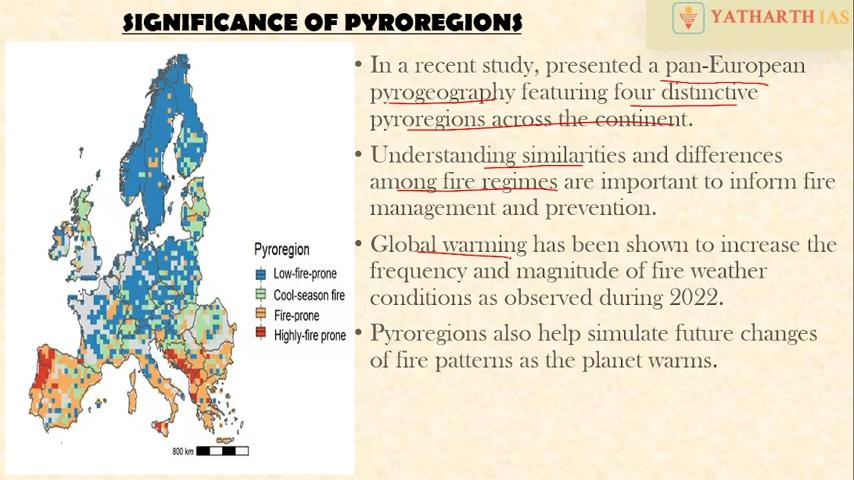 SIGNIFICANCE OF PYROREGIONS
YATHARTH IAS
• In a recent study, presented a pan-European
pyrogeography featuring four distinctive
pyroregions across the continent.
• Understanding similarities and differences
among fire regimes are important to inform fire
management and prevention.
• Global warming has been shown to increase the
frequency and magnitude of fire weather
conditions as observed during 2022.
• Pyroregions also help simulate future changes
of fire patterns as the planet warms.
Pyroregion
Low-fire-prone
Cool-season fire
Fire-prone
Highly-fire prone
800 km